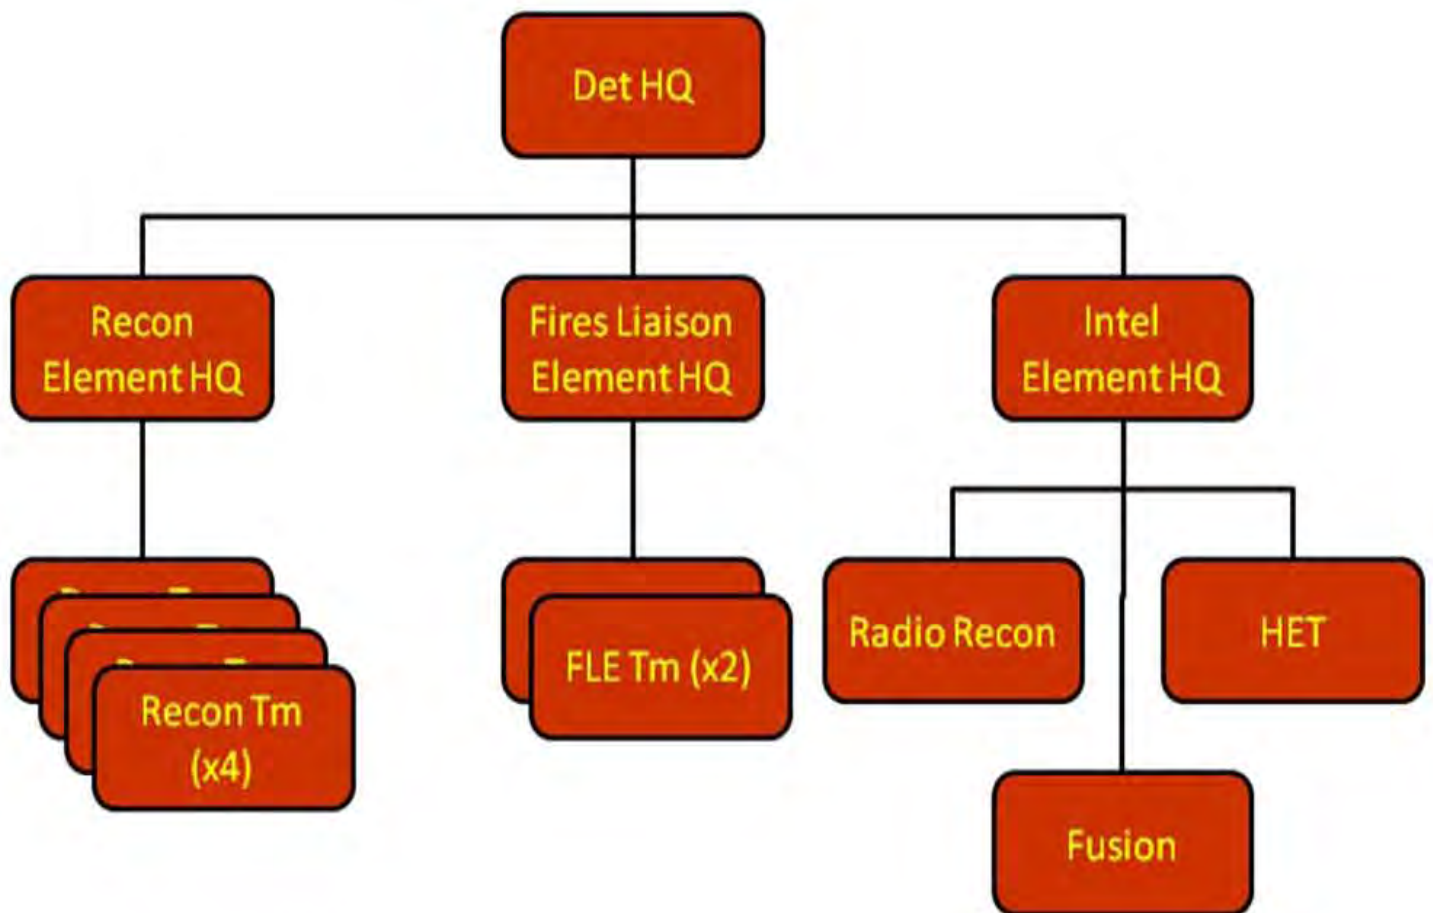 Det HQ
Recon
Element HQ
Fires Liaison
Element HQ
Intel
Element HQ
Recon Tm
(x4)
FLE Tm (x2)
Radio Recon
HET
Fusion